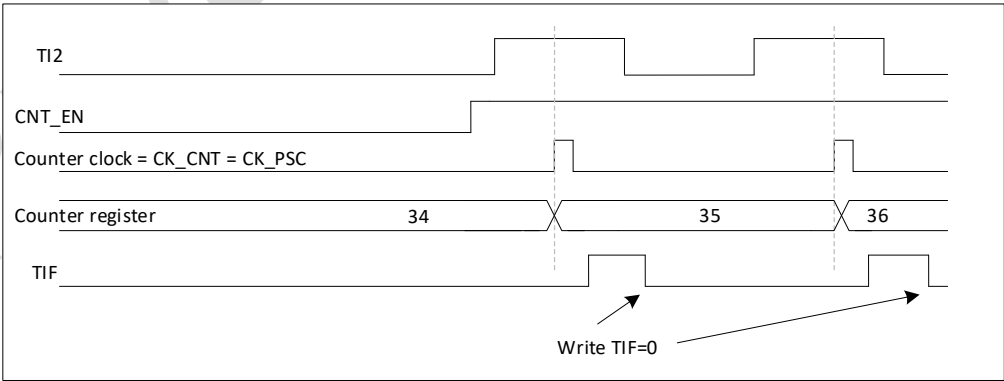 TI2
CNT_EN
Counter clock = CK_CNT = CK_PSC
Counter register 34 35 36
TIF
Write TIF=0